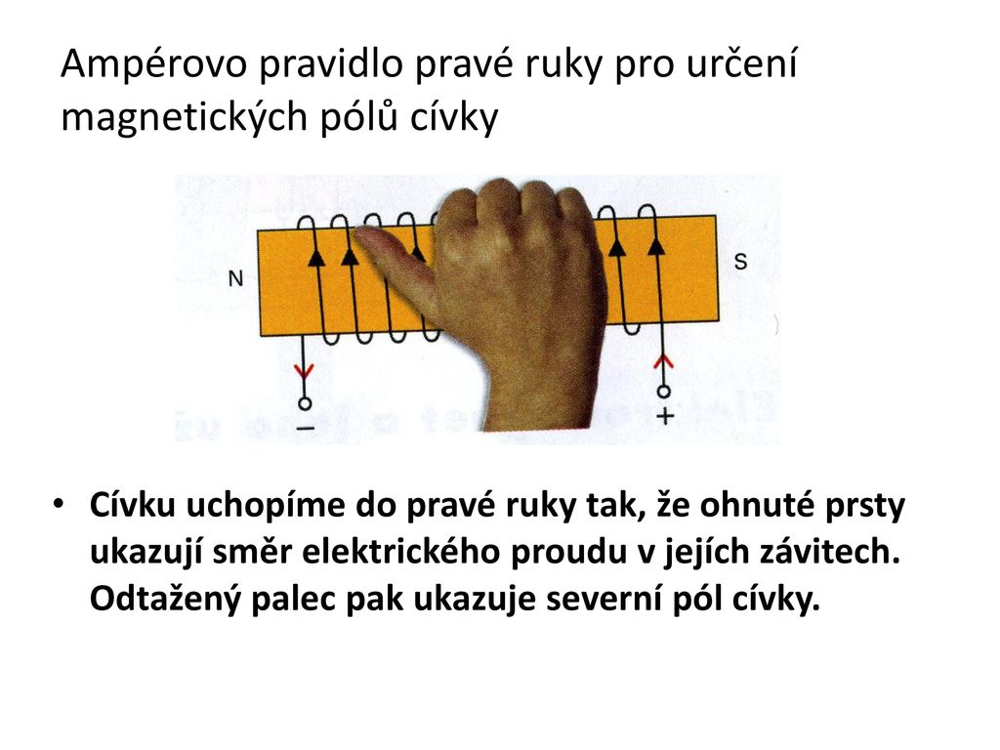 Ampérovo pravidlo pravé ruky pro určení
magnetických pólů cívky
N
S
–
+
• Cívku uchopíme do pravé ruky tak, že ohnuté prsty
ukazují směr elektrického proudu v jejích závitech.
Odtažený palec pak ukazuje severní pól cívky.